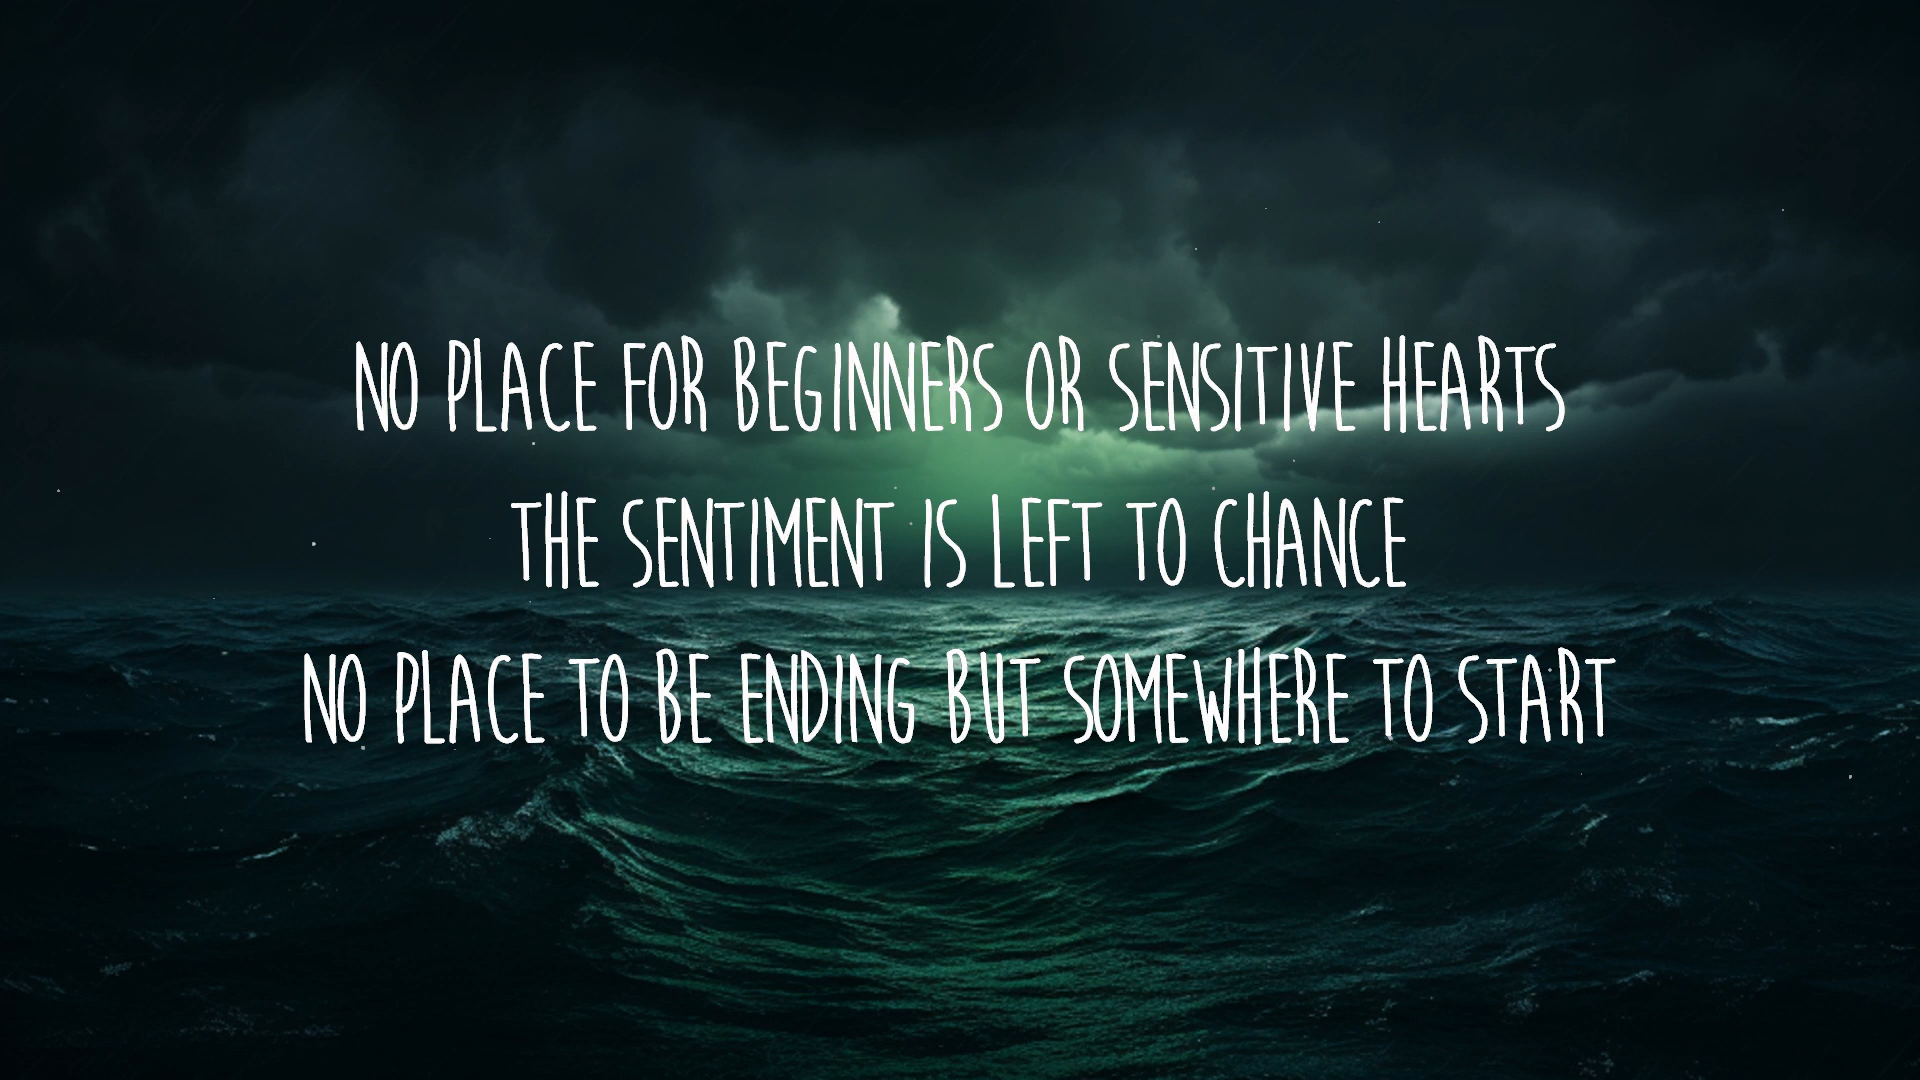 NO PLACE FOR BEGINNERS OR SENSITIVE HEARTS
THE SENTIMENT IS LEFT TO CHANCE
NO PLACE TO BE ENDING BUT SOMEWHERE TO START